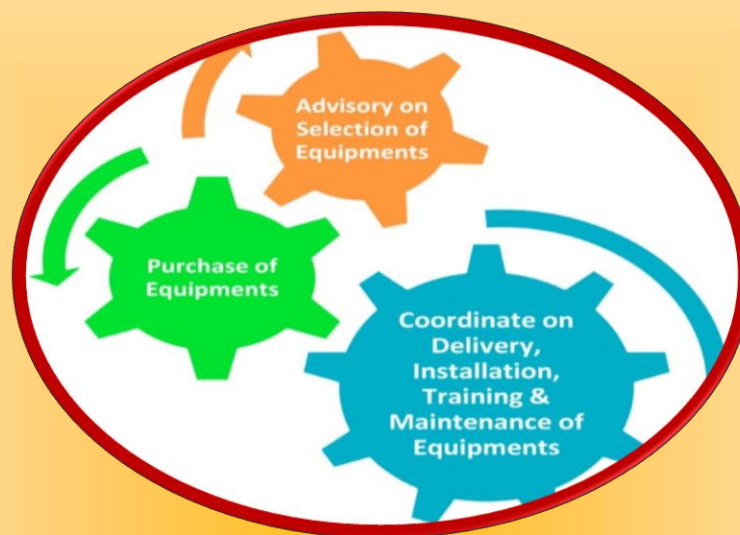 Advisory on
Selection of
Equipments
Purchase of
Equipments
Coordinate on
Delivery,
Installation,
Training &
Maintenance of
Equipments